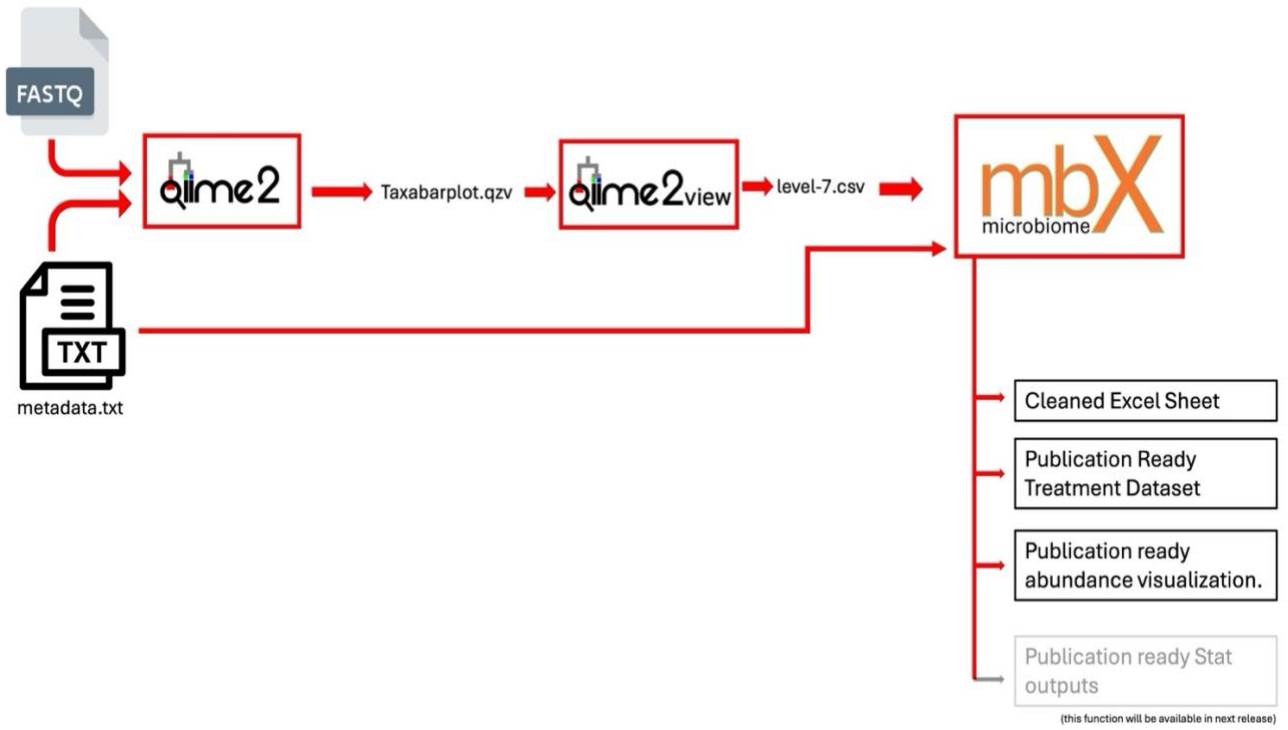 FASTQ
qiime2
Taxabarplot.qzv
qiime2view
level-7.csv
mbX
microbiome
TXT
metadata.txt
Cleaned Excel Sheet
Publication Ready
Treatment Dataset
Publication ready
abundance visualization.
Publication ready Stat
outputs
(this function will be available in next release)